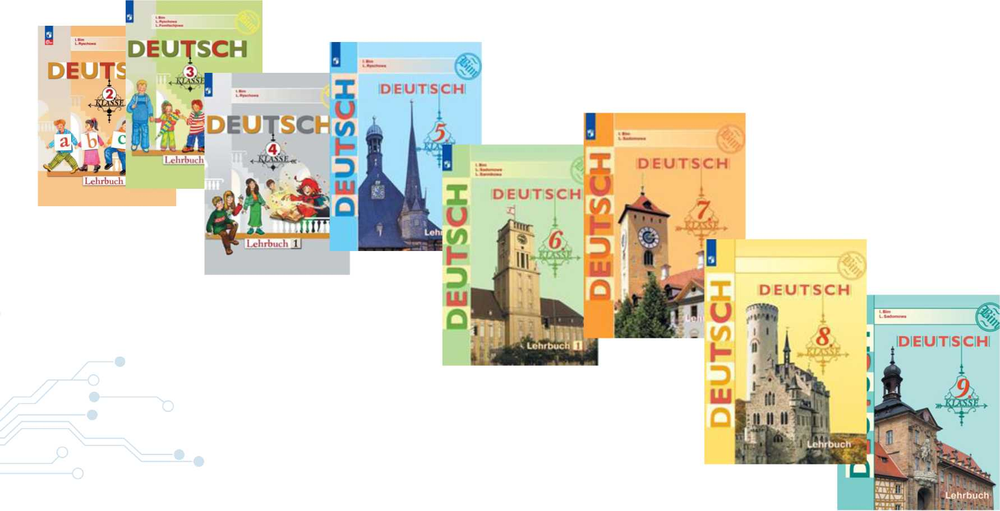 I. Bim
L. Ryschowa
DEUTS
2.
KLASSE
a b c
Lehrbuch
I. Bim
L. Ryschowa
L. Fomitschjowa
Bim
DEUTSCH
3.
KLASSE
Lehrbuch
I. Bim
L. Ryschowa
DEUTSCH
4.
KLASSE
Lehrbuch 1
I. Bim
L. Ryschowa
Bim
DEUTSCH
DEUTSCH
5.
KLAS
Lehr
I. Bim
L. Sadomowa
L. Sannikowa
DEUTSCH
DEUTSCH
6.
KLASSE
Lehrbuch 1
I. Bim
L. Sadomowa
Bim
DEUTSCH
DEUTSCH
7.
KLASSE
Leh
Bim
DEUTSCH
DEUTSCH
8.
KLASSE
Lehrbuch
I. Bim
L. Sadomowa
Bim
DEUTSCH
9.
KLASSE
Lehrbuch